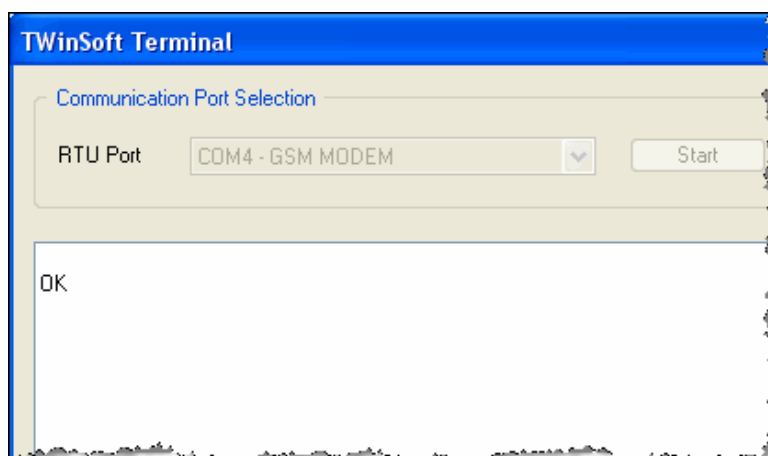 TWinSoft Terminal
Communication Port Selection
RTU Port COM4 - GSM MODEM Start
OK